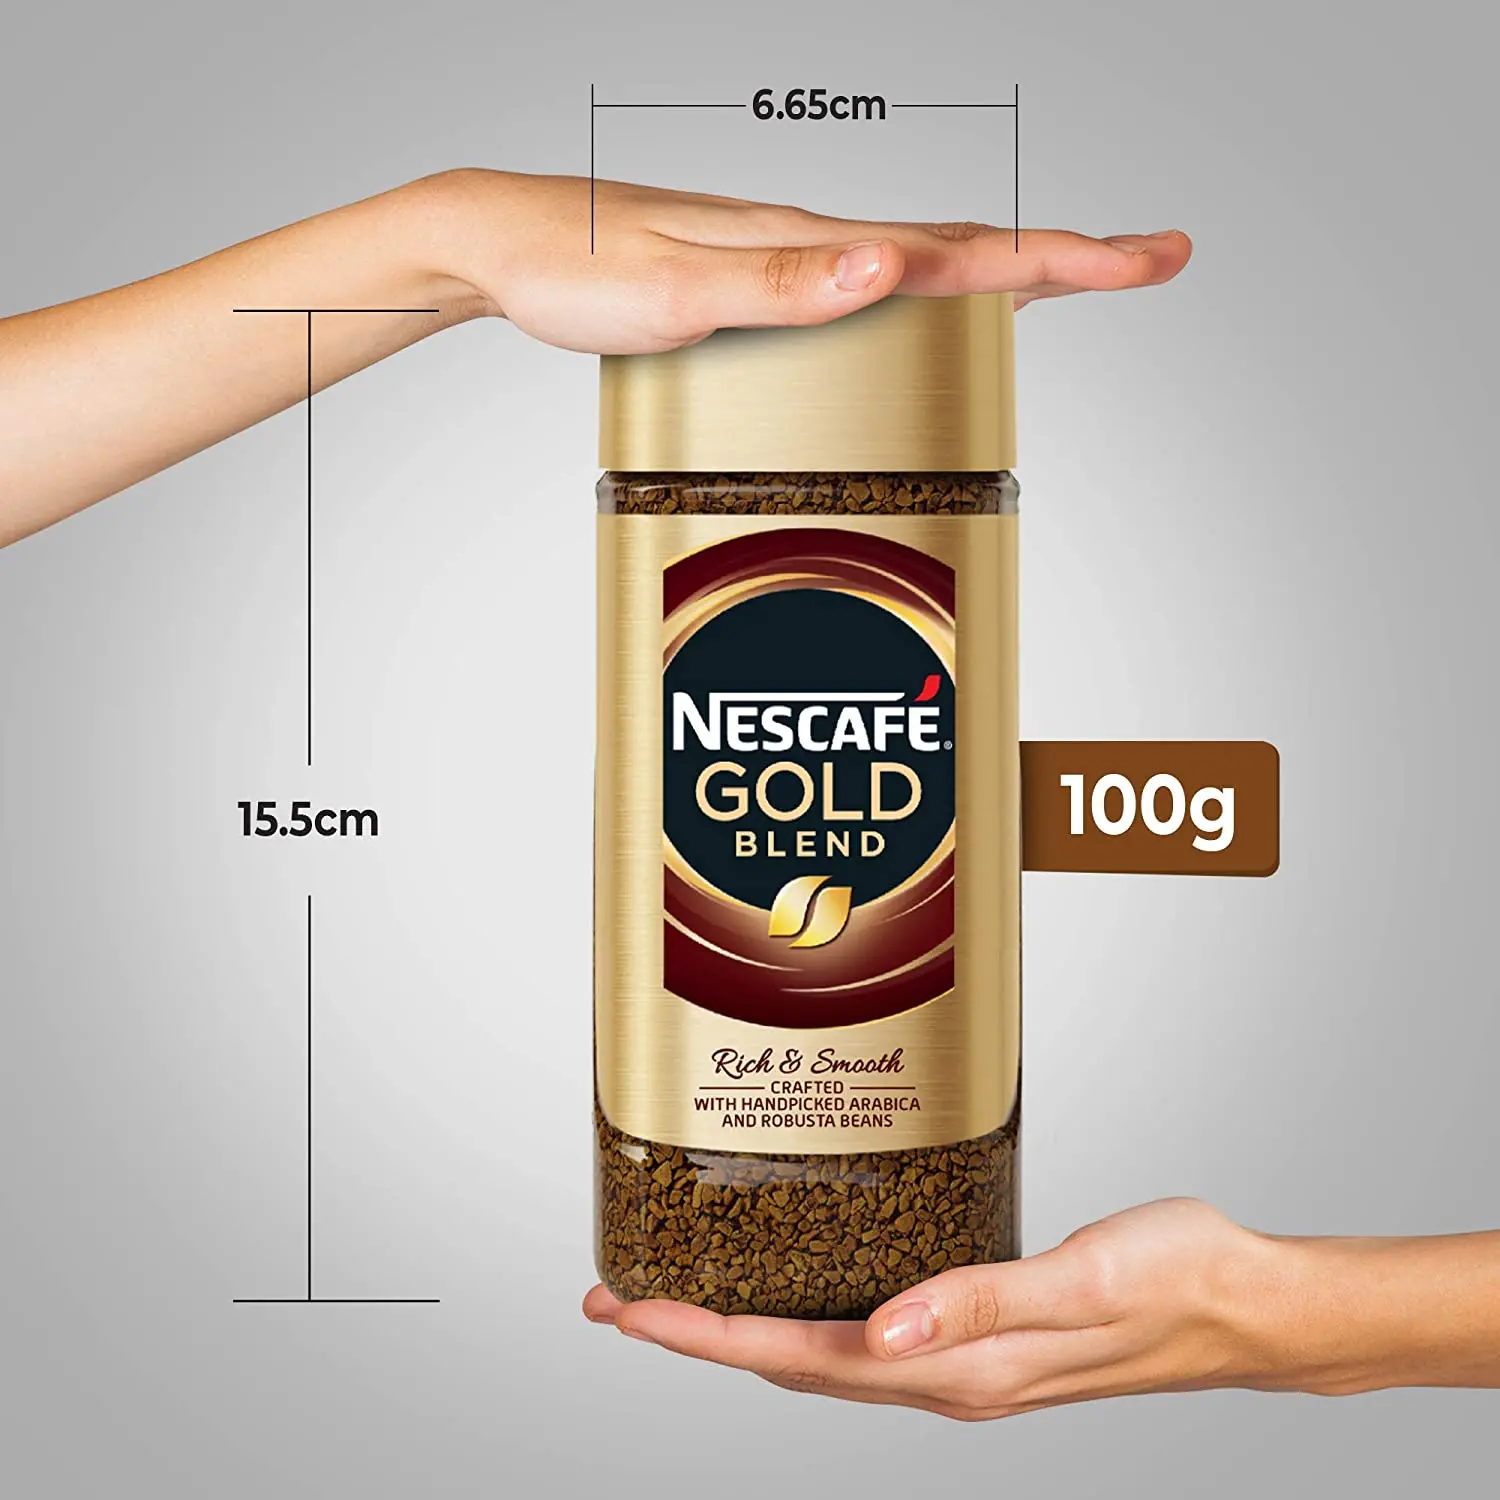 6.65cm
15.5cm
NESCAFÉ®
GOLD
BLEND
100g
Rich & Smooth
CRAFTED
WITH HANDPICKED ARABICA
AND ROBUSTA BEANS